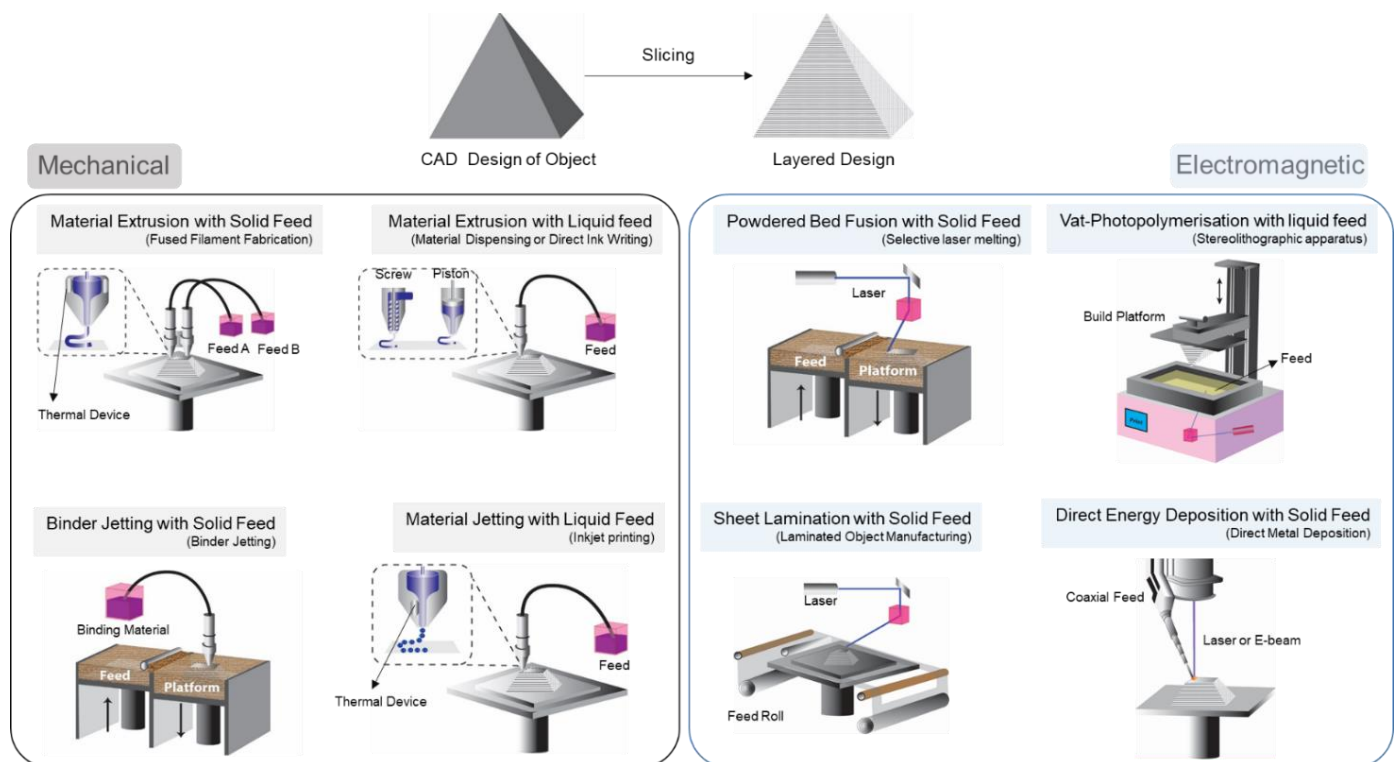 Slicing
CAD Design of Object
Layered Design
Mechanical
Material Extrusion with Solid Feed
(Fused Filament Fabrication)
Thermal Device
Feed A
Feed B
Material Extrusion with Liquid feed
(Material Dispensing or Direct Ink Writing)
Screw
Piston
Feed
Binder Jetting with Solid Feed
(Binder Jetting)
Binding Material
Feed
Platform
Material Jetting with Liquid Feed
(Inkjet printing)
Thermal Device
Feed
Electromagnetic
Powdered Bed Fusion with Solid Feed
(Selective laser melting)
Laser
Feed
Platform
Vat-Photopolymerisation with liquid feed
(Stereolithographic apparatus)
Build Platform
Feed
Sheet Lamination with Solid Feed
(Laminated Object Manufacturing)
Laser
Feed Roll
Direct Energy Deposition with Solid Feed
(Direct Metal Deposition)
Coaxial Feed
Laser or E-beam